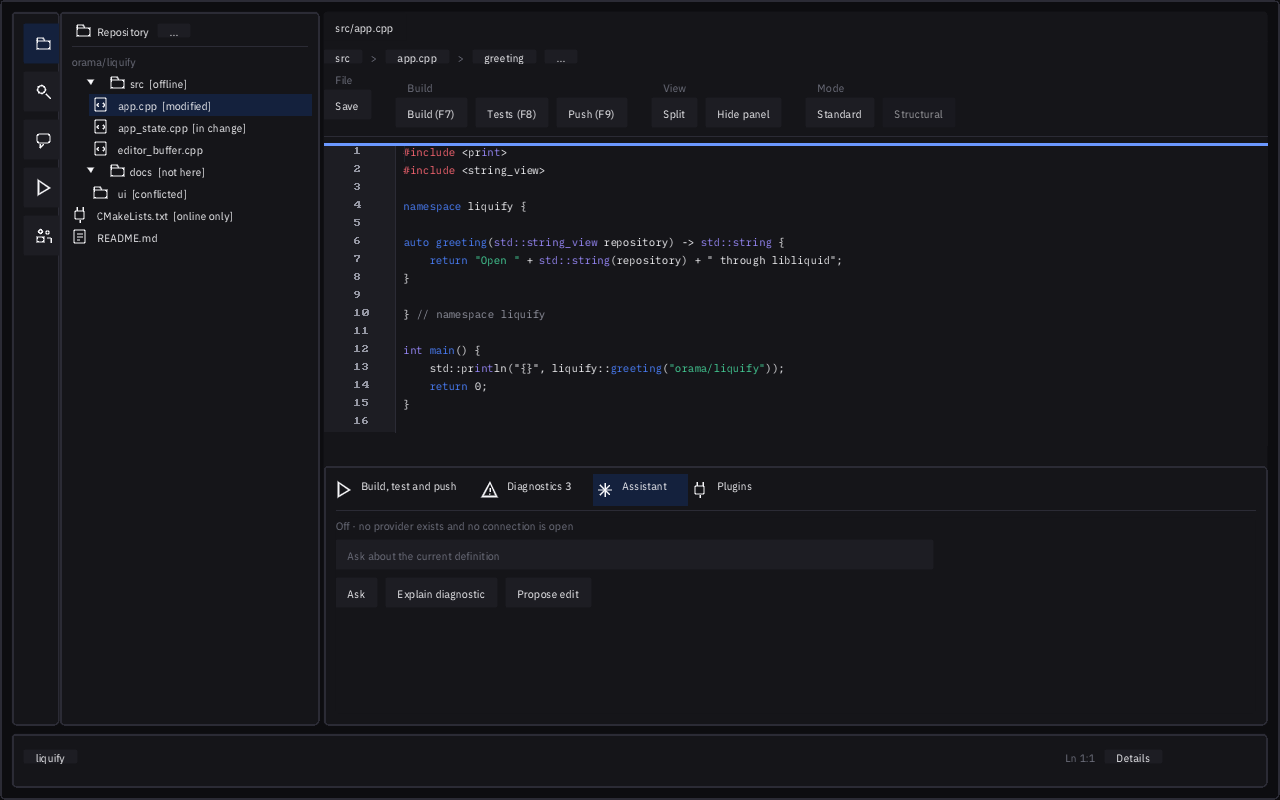 Repository ...
orama/liquify
src [offline]
app.cpp [modified]
app_state.cpp [in change]
editor_buffer.cpp
docs [not here]
ui [conflicted]
CMakeLists.txt [online only]
README.md
src/app.cpp
src > app.cpp > greeting ...
File Build View Mode
Save Build (F7) Tests (F8) Push (F9) Split Hide panel Standard Structural
1 #include <print>
2 #include <string_view>
3
4 namespace liquify {
5
6 auto greeting(std::string_view repository) -> std::string {
7     return "Open " + std::string(repository) + " through libliquid";
8 }
9
10 } // namespace liquify
11
12 int main() {
13     std::println("{}", liquify::greeting("orama/liquify"));
14     return 0;
15 }
16
Build, test and push Diagnostics 3 Assistant Plugins
Off · no provider exists and no connection is open
Ask about the current definition
Ask Explain diagnostic Propose edit
liquify Ln 1:1 Details